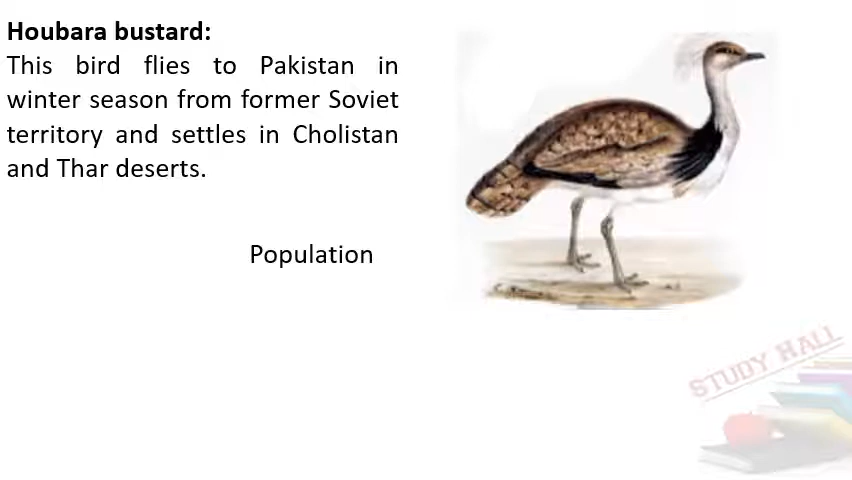 Houbara bustard:
This bird flies to Pakistan in
winter season from former Soviet
territory and settles in Cholistan
and Thar deserts.
Population
STUDY HALL